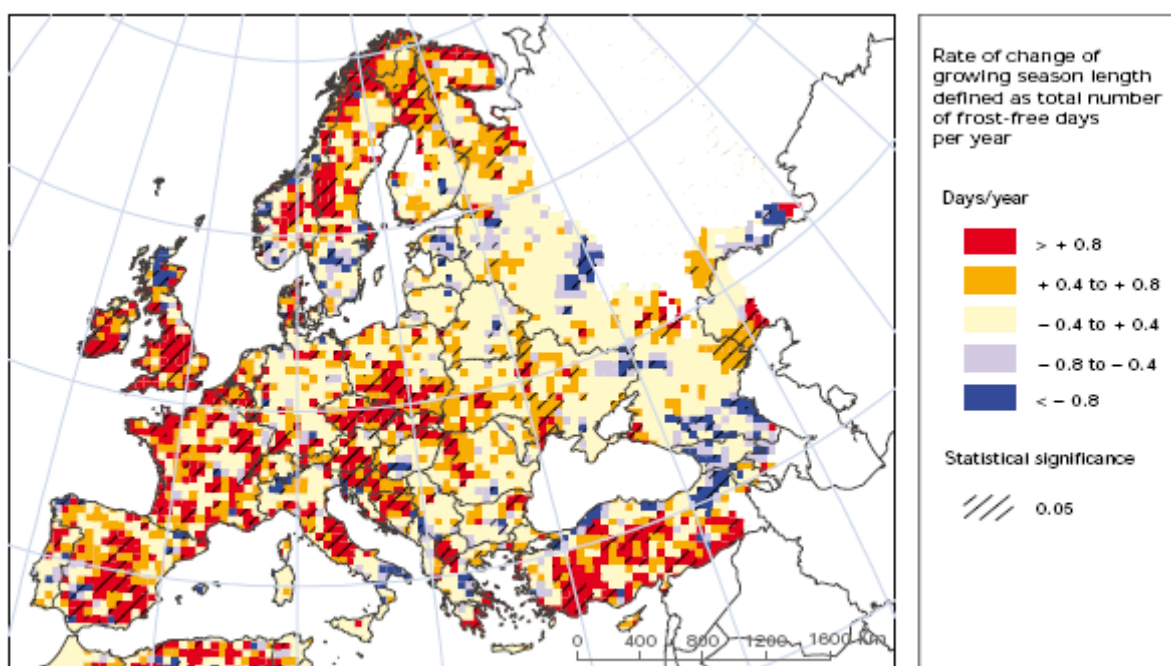 Rate of change of
growing season length
defined as total number
of frost-free days
per year
Days/year
> + 0.8
+ 0.4 to + 0.8
– 0.4 to + 0.4
– 0.8 to – 0.4
< – 0.8
Statistical significance
0.05
0 400 800 1200 1600 Km